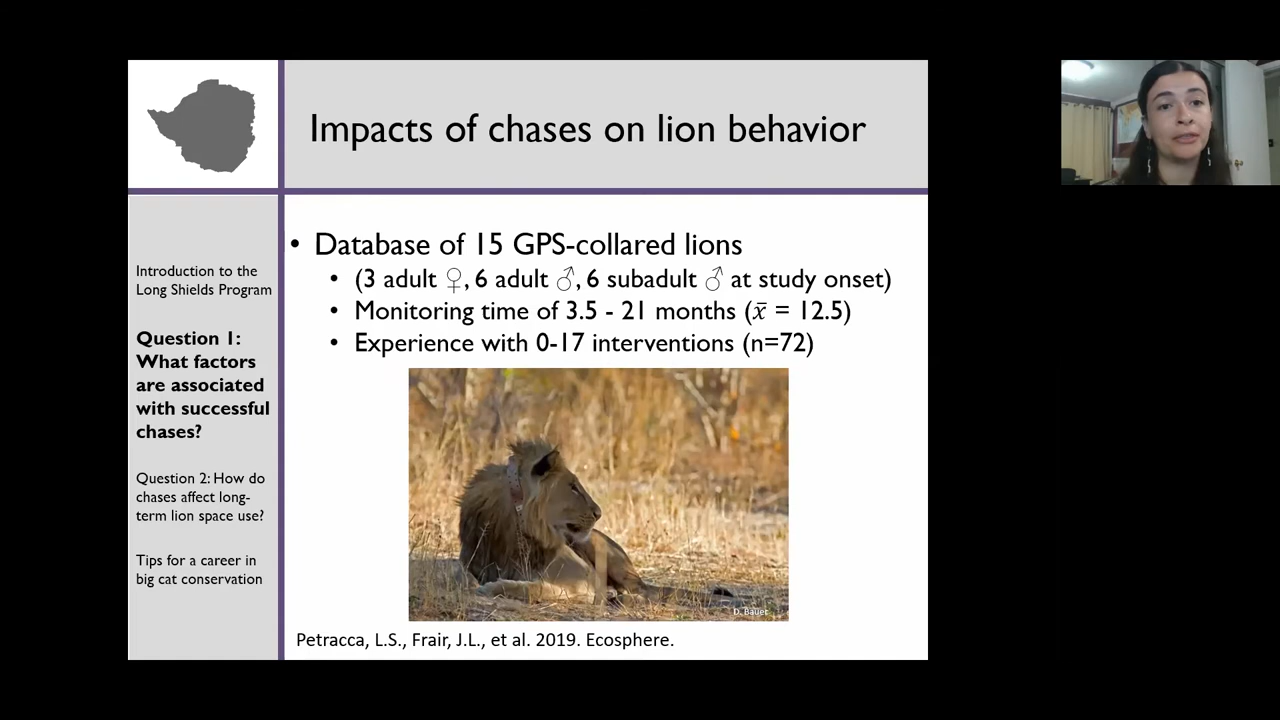 Impacts of chases on lion behavior
Introduction to the
Long Shields Program
Question 1:
What factors
are associated
with successful
chases?
Question 2: How do
chases affect long-
term lion space use?
Tips for a career in
big cat conservation
• Database of 15 GPS-collared lions
• (3 adult ♀, 6 adult ♂, 6 subadult ♂ at study onset)
• Monitoring time of 3.5 - 21 months (x̄ = 12.5)
• Experience with 0-17 interventions (n=72)
D. Bauer
Petracca, L.S., Frair, J.L., et al. 2019. Ecosphere.